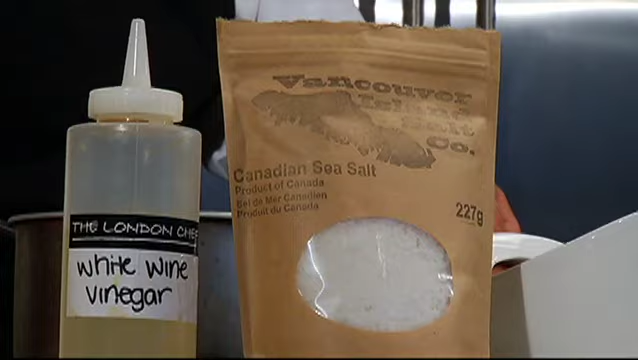 THE LONDON CHEF
white wine
vinegar
Vancouver
Island
Salt
Co.
Canadian Sea Salt
Product of Canada
Sel de Mer Canadien
Produit du Canada
227g